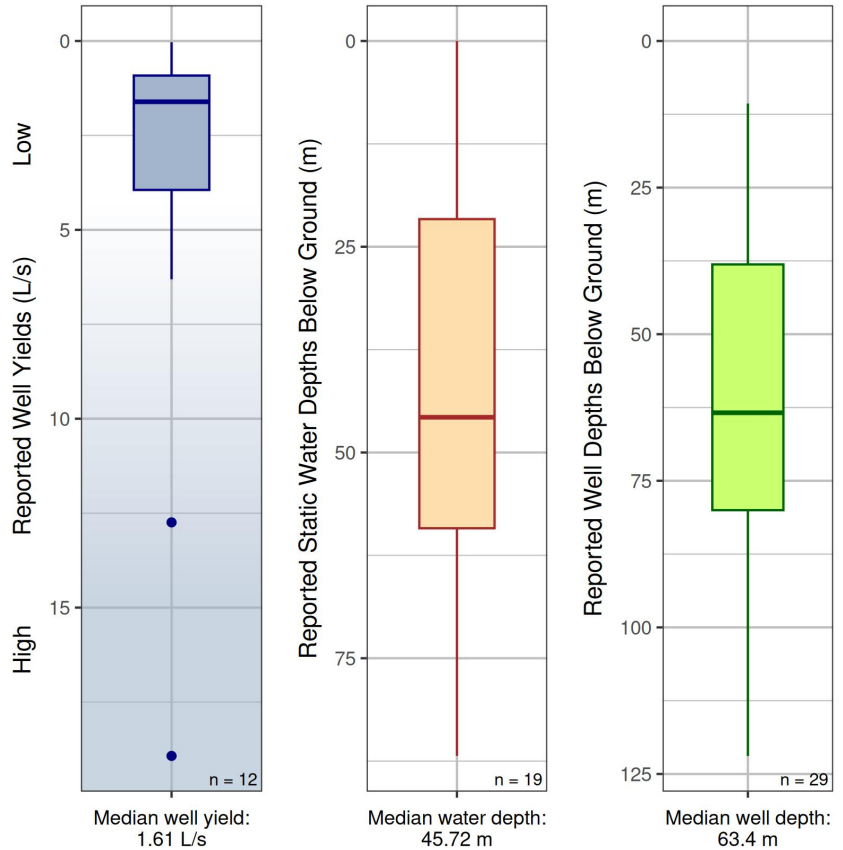 Reported Well Yields (L/s)
Low
High
0
5
10
15
n = 12
Median well yield:
1.61 L/s
Reported Static Water Depths Below Ground (m)
0
25
50
75
n = 19
Median water depth:
45.72 m
Reported Well Depths Below Ground (m)
0
25
50
75
100
125
n = 29
Median well depth:
63.4 m